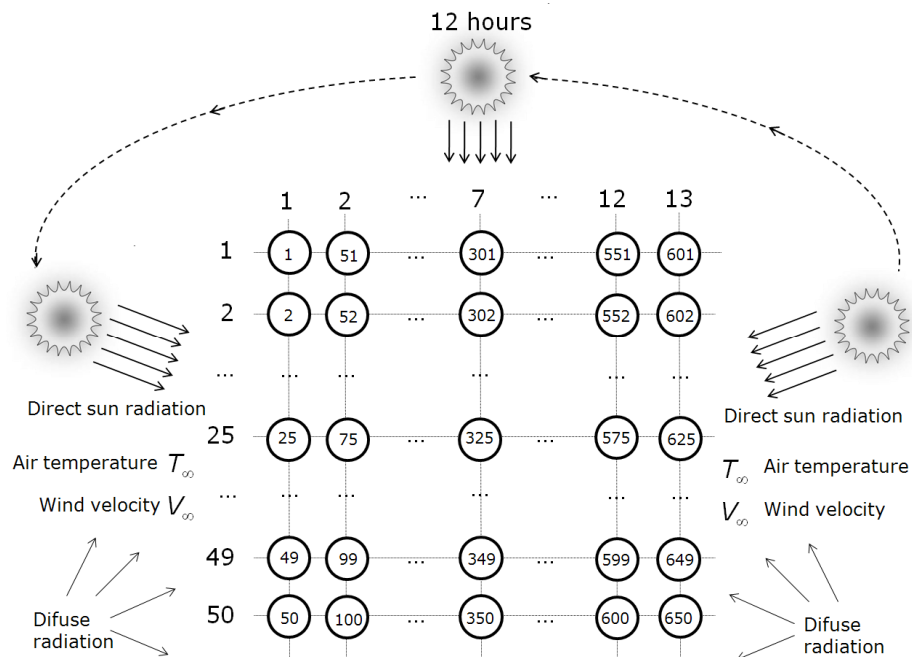 12 hours
1 2 ... 7 ... 12 13
1 1 51 ... 301 ... 551 601
2 2 52 ... 302 ... 552 602
... ... ... ... ...
Direct sun radiation
Direct sun radiation
25 25 75 ... 325 ... 575 625
Air temperature T∞
T∞ Air temperature
... ... ... ... ...
Wind velocity V∞
V∞ Wind velocity
49 49 99 ... 349 ... 599 649
50 50 100 ... 350 ... 600 650
Difuse
radiation
Difuse
radiation